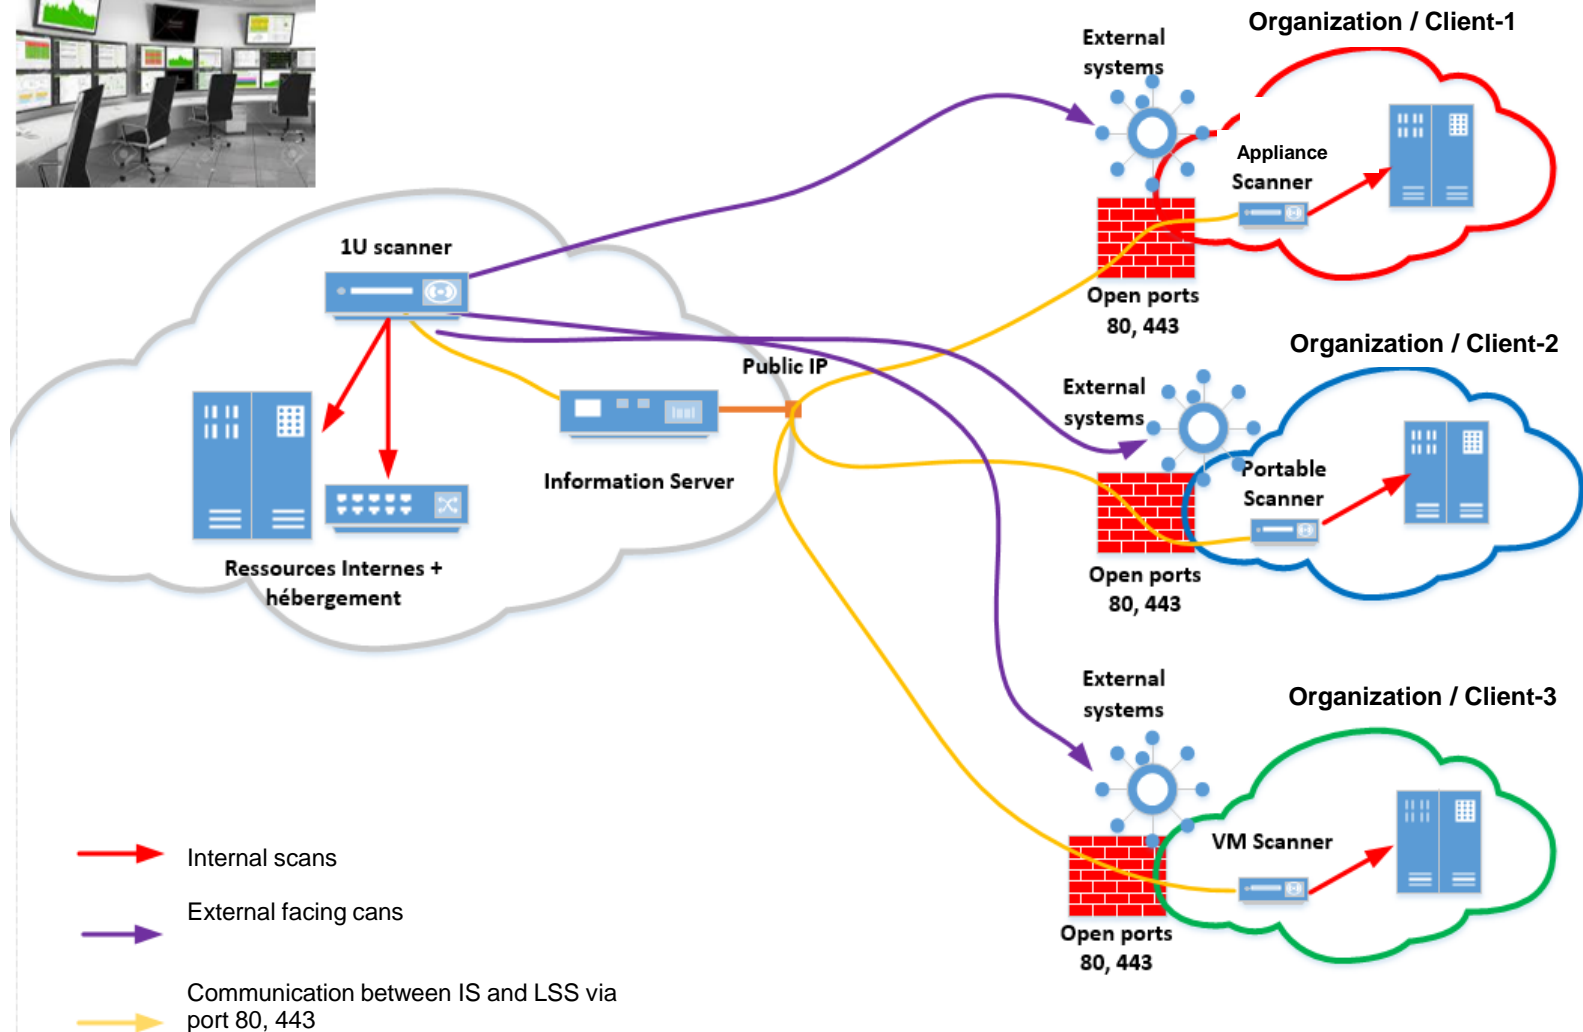 Organization / Client-1
External
systems
Appliance
Scanner
1U scanner
Open ports
80, 443
Organization / Client-2
Public IP
External
systems
Portable
Scanner
Information Server
Ressources Internes +
hébergement
Open ports
80, 443
External
systems
Organization / Client-3
VM Scanner
Internal scans
External facing cans
Open ports
80, 443
Communication between IS and LSS via
port 80, 443